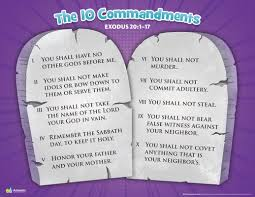 The 10 Commandments
EXODUS 20:1-17
I YOU SHALL HAVE NO
OTHER GODS BEFORE ME.
II YOU SHALL NOT MAKE
IDOLS OR BOW DOWN TO
THEM OR SERVE THEM.
III YOU SHALL NOT TAKE
THE NAME OF THE LORD
YOUR GOD IN VAIN.
IV REMEMBER THE SABBATH
DAY, TO KEEP IT HOLY.
V HONOR YOUR FATHER
AND YOUR MOTHER.
VI YOU SHALL NOT
MURDER.
VII YOU SHALL NOT
COMMIT ADULTERY.
VIII YOU SHALL NOT STEAL.
IX YOU SHALL NOT BEAR
FALSE WITNESS AGAINST
YOUR NEIGHBOR.
X YOU SHALL NOT COVET
ANYTHING THAT IS
YOUR NEIGHBOR'S.